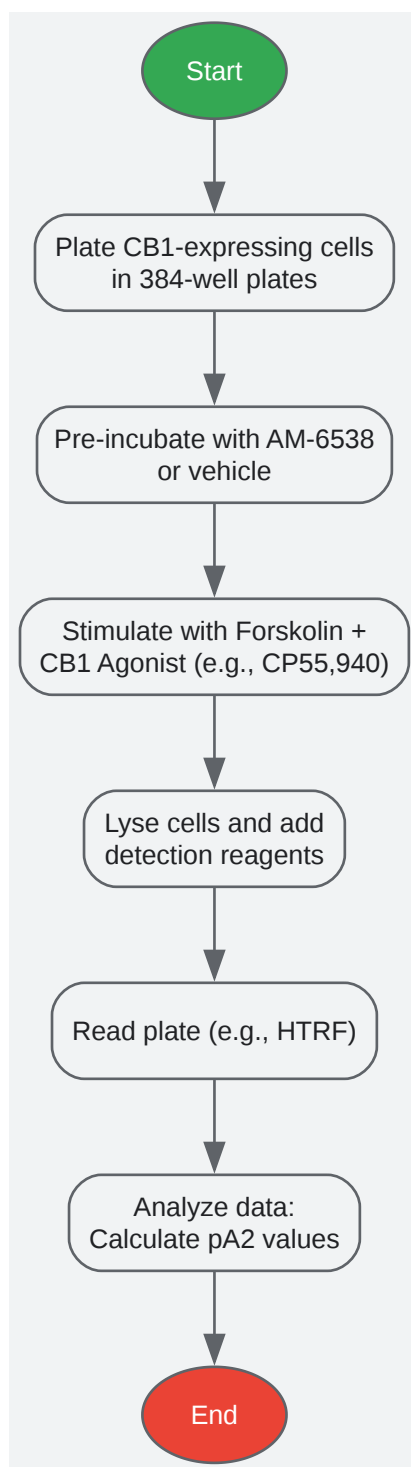 Start
Plate CB1-expressing cells
in 384-well plates
Pre-incubate with AM-6538
or vehicle
Stimulate with Forskolin +
CB1 Agonist (e.g., CP55,940)
Lyse cells and add
detection reagents
Read plate (e.g., HTRF)
Analyze data:
Calculate pA2 values
End